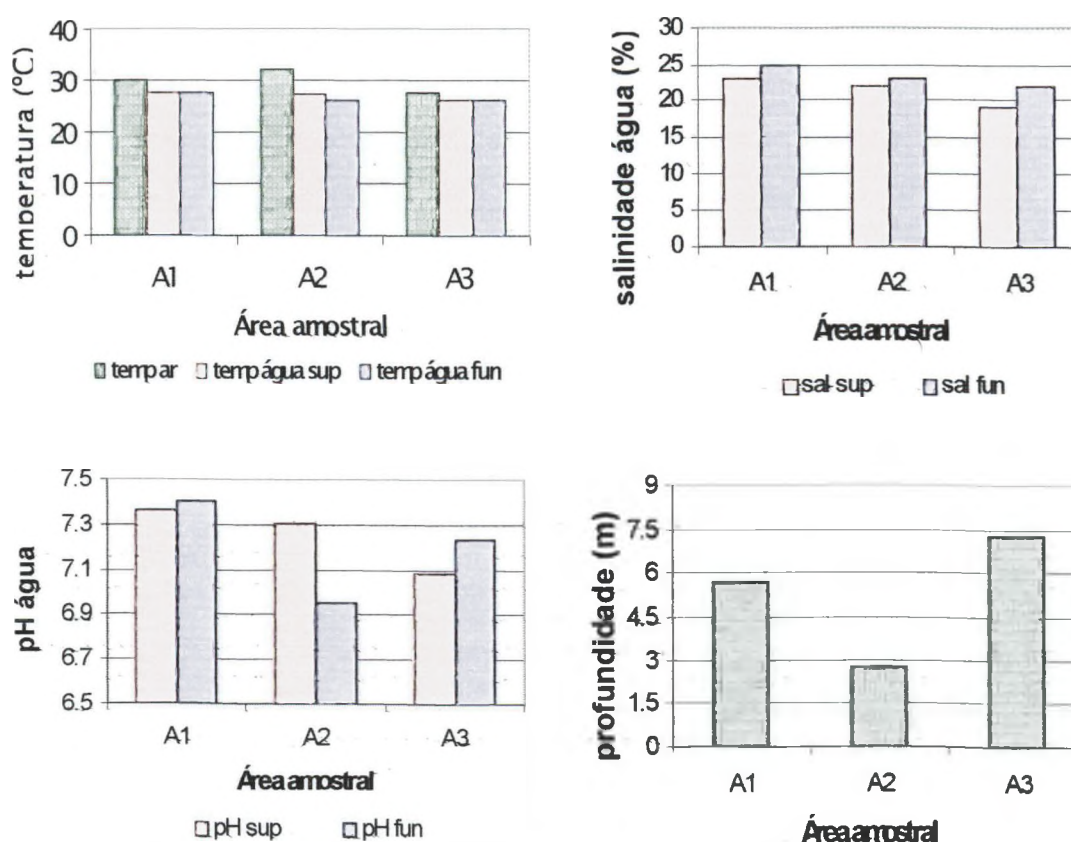 temperatura (°C)
40
30
20
10
0
A1
A2
A3
Área amostral
temp ar
temp água sup
temp água fun
salinidade água (%)
30
25
20
15
10
5
0
A1
A2
A3
Área amostral
sal sup
sal fun
pH água
7.5
7.3
7.1
6.9
6.7
6.5
A1
A2
A3
Área amostral
pH sup
pH fun
profundidade (m)
9
7.5
6
4.5
3
1.5
0
A1
A2
A3
Área amostral